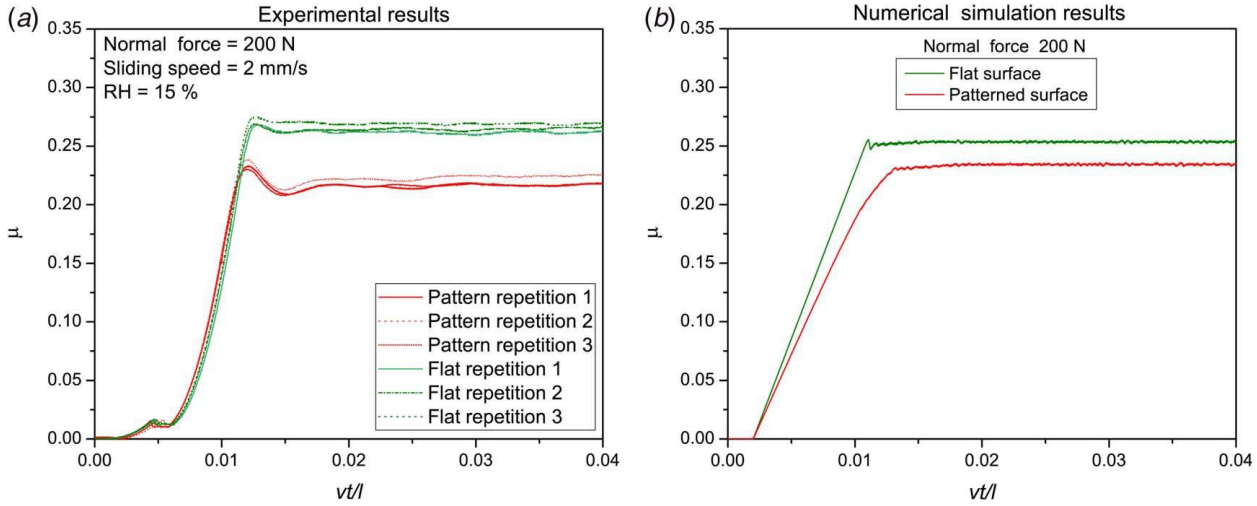 (a)
Experimental results
Normal force = 200 N
Sliding speed = 2 mm/s
RH = 15 %
0.35
0.30
0.25
0.20
0.15
0.10
0.05
0.00
μ
Pattern repetition 1
Pattern repetition 2
Pattern repetition 3
Flat repetition 1
Flat repetition 2
Flat repetition 3
0.00 0.01 0.02 0.03 0.04
vt/l
(b)
Numerical simulation results
Normal force 200 N
Flat surface
Patterned surface
0.35
0.30
0.25
0.20
0.15
0.10
0.05
0.00
μ
0.00 0.01 0.02 0.03 0.04
vt/l